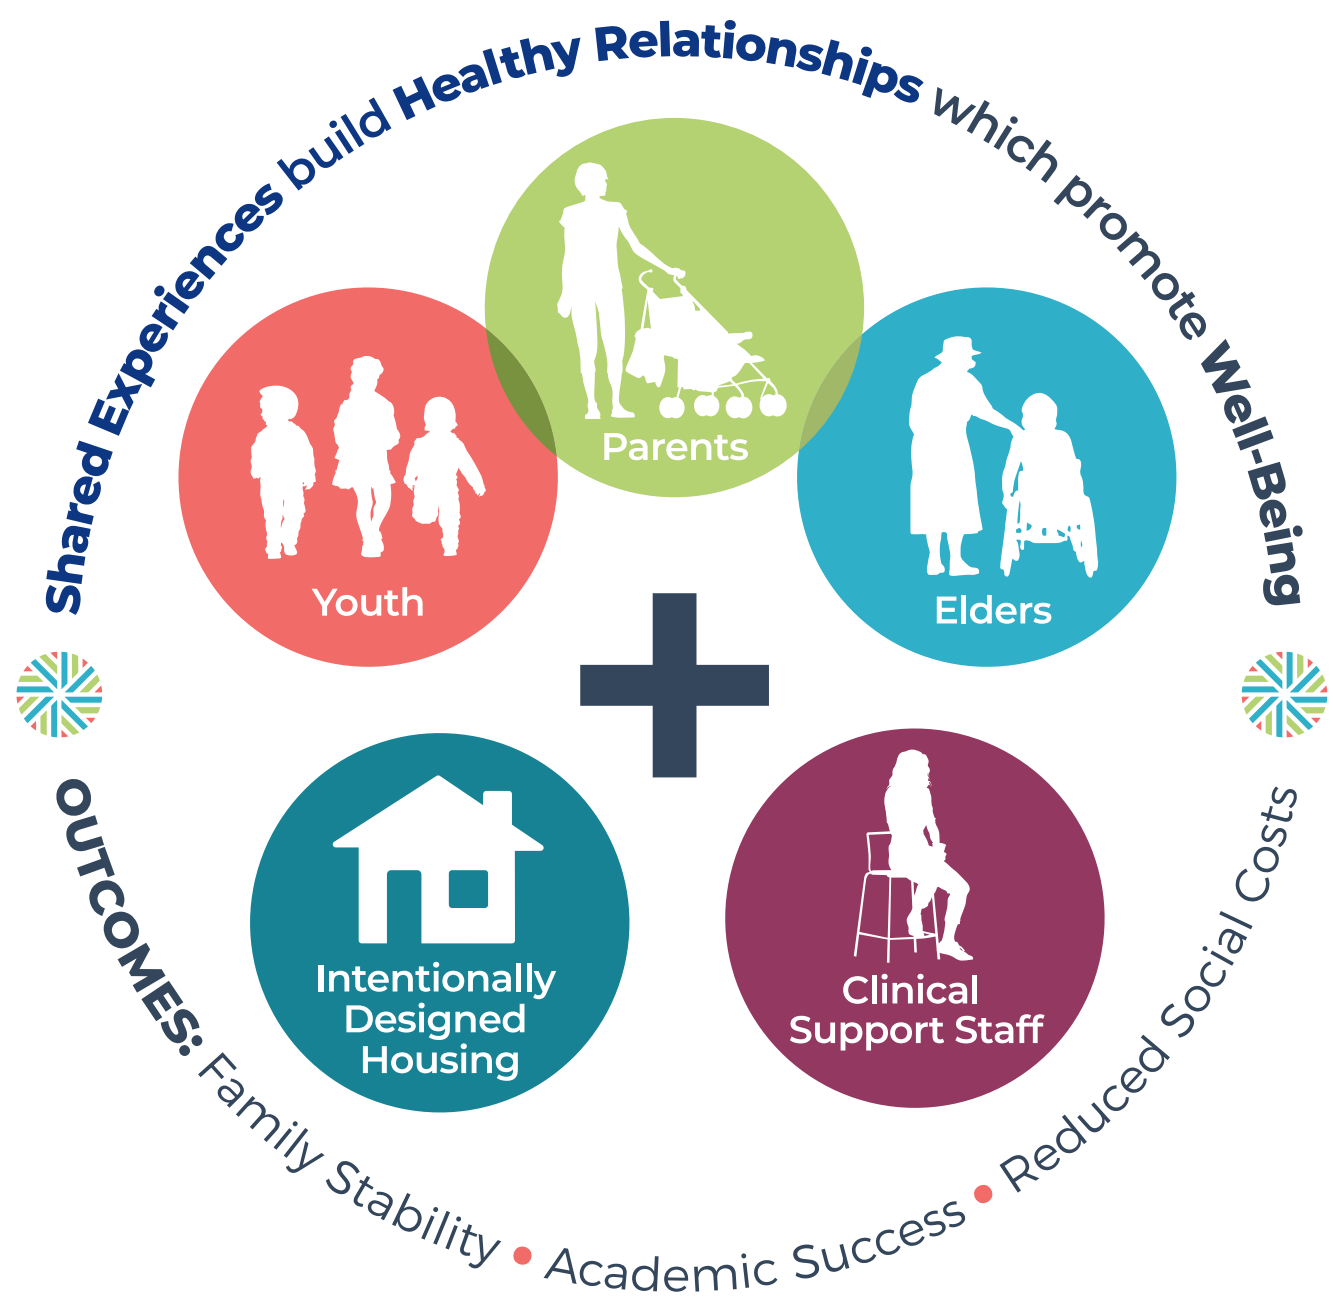 Shared Experiences build Healthy Relationships which promote Well-Being
Parents
Youth
Elders
Intentionally
Designed
Housing
Clinical
Support Staff
OUTCOMES: Family Stability • Academic Success • Reduced Social Costs